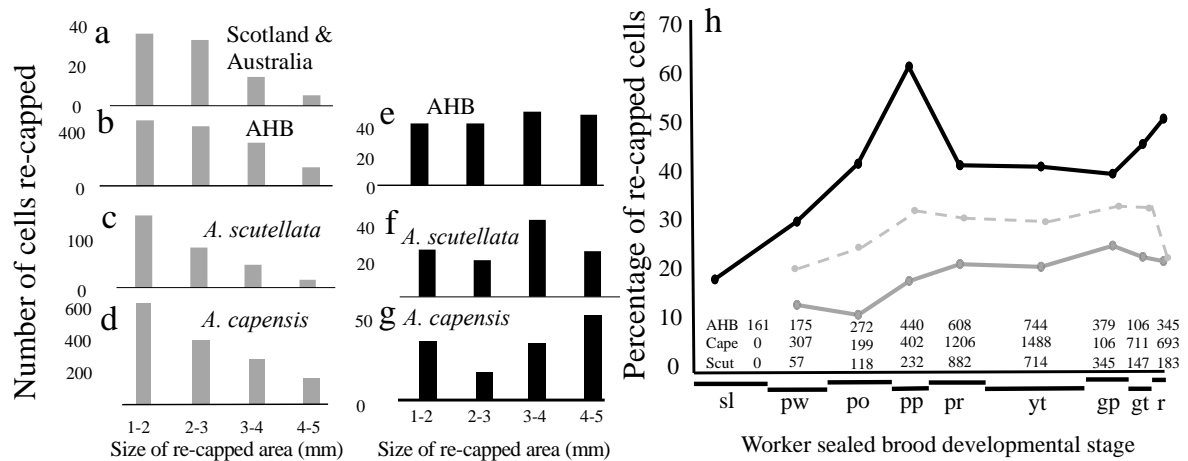 Number of cells re-capped
a
40
20
0
Scotland &
Australia
b
400
0
AHB
c
100
0
A. scutellata
d
600
400
200
A. capensis
1-2 2-3 3-4 4-5
Size of re-capped area (mm)
e
40
20
0
AHB
f
40
20
A. scutellata
g
50
0
A. capensis
1-2 2-3 3-4 4-5
Size of re-capped area (mm)
h
Percentage of re-capped cells
70
60
50
40
30
20
10
0
AHB 161 175 272 440 608 744 379 106 345
Cape 0 307 199 402 1206 1488 106 711 693
Scut 0 57 118 232 882 714 345 147 183
sl pw po pp pr yt gp gt r
Worker sealed brood developmental stage